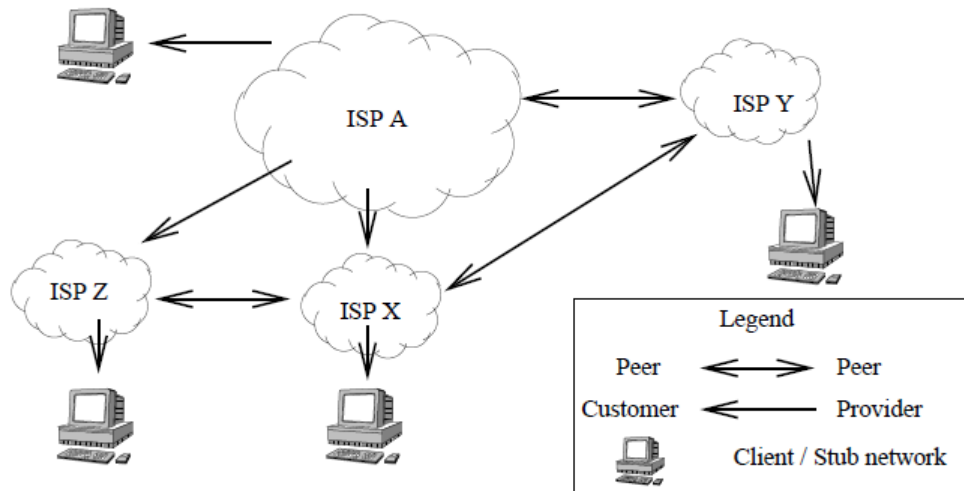 ISP A
ISP Y
ISP Z
ISP X
Legend
Peer Peer
Customer Provider
Client / Stub network